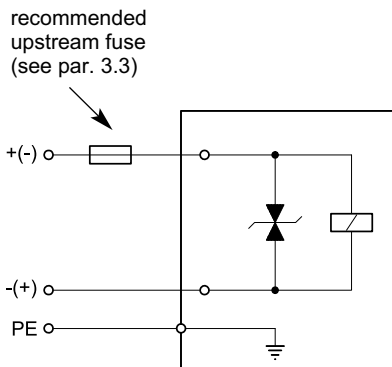 recommended
upstream fuse
(see par. 3.3)
+(-)
-(+)
PE